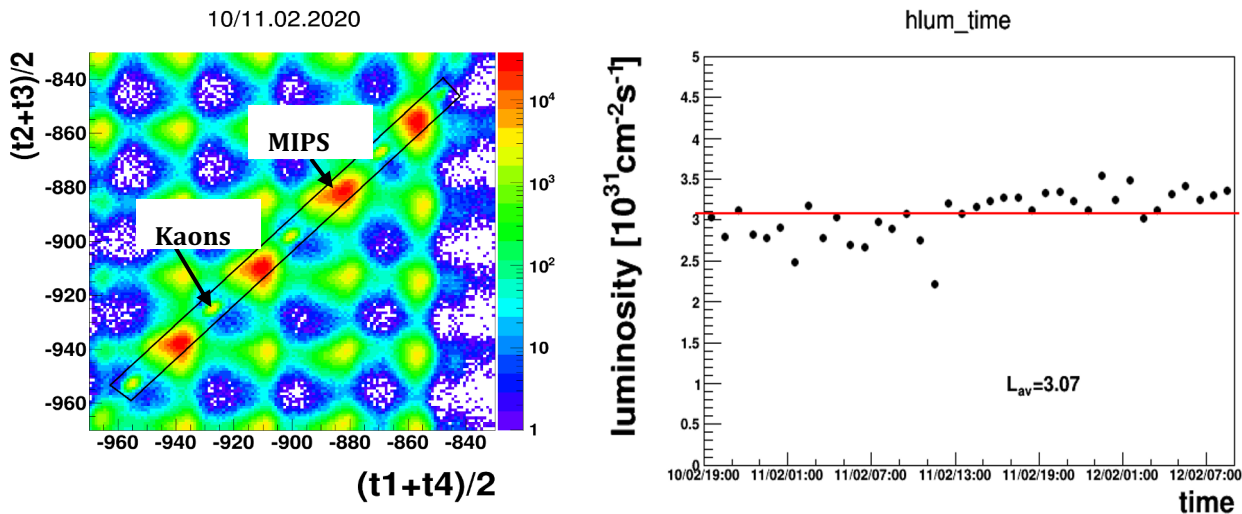 10/11.02.2020
(t2+t3)/2
-840
-860
-880
-900
-920
-940
-960
MIPS
Kaons
10⁴
10³
10²
10
1
-960 -940 -920 -900 -880 -860 -840
(t1+t4)/2
hlum_time
luminosity [10³¹cm⁻²s⁻¹]
5
4.5
4
3.5
3
2.5
2
1.5
1
0.5
0
Lav=3.07
10/02/19:00 11/02/01:00 11/02/07:00 11/02/13:00 11/02/19:00 12/02/01:00 12/02/07:00
time